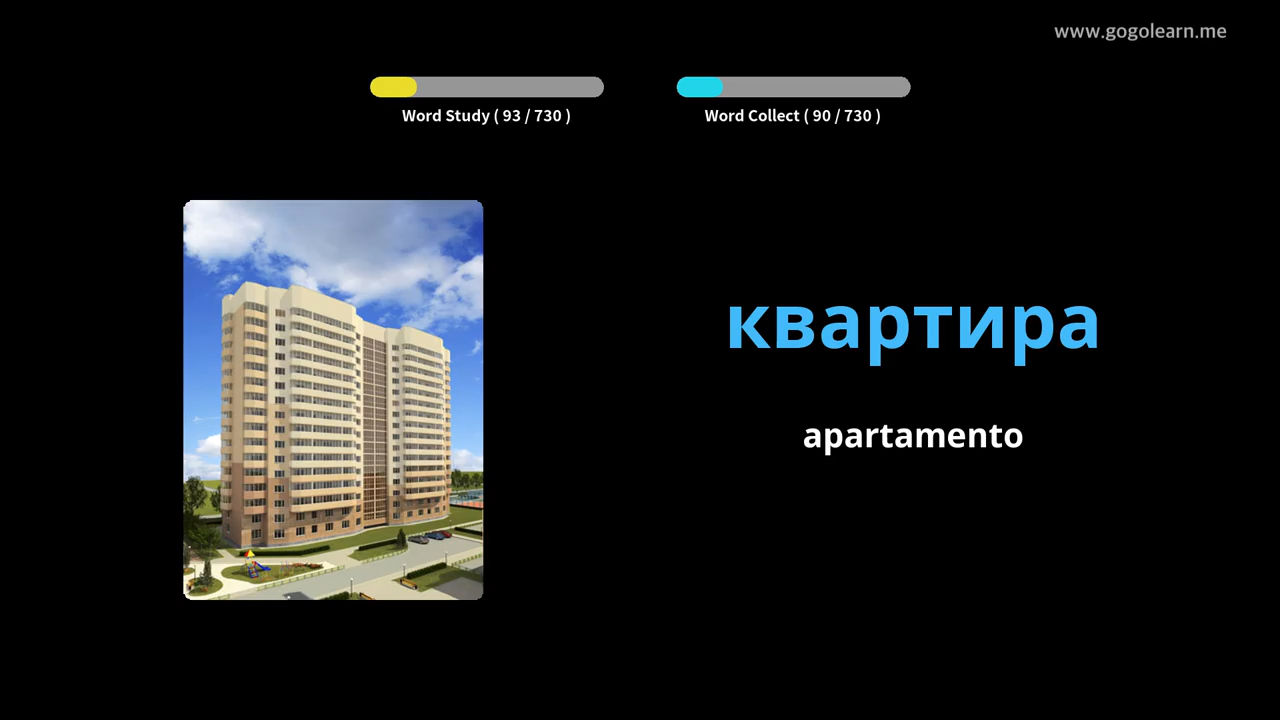 www.gogolearn.me
Word Study ( 93 / 730 )
Word Collect ( 90 / 730 )
квартира
apartamento